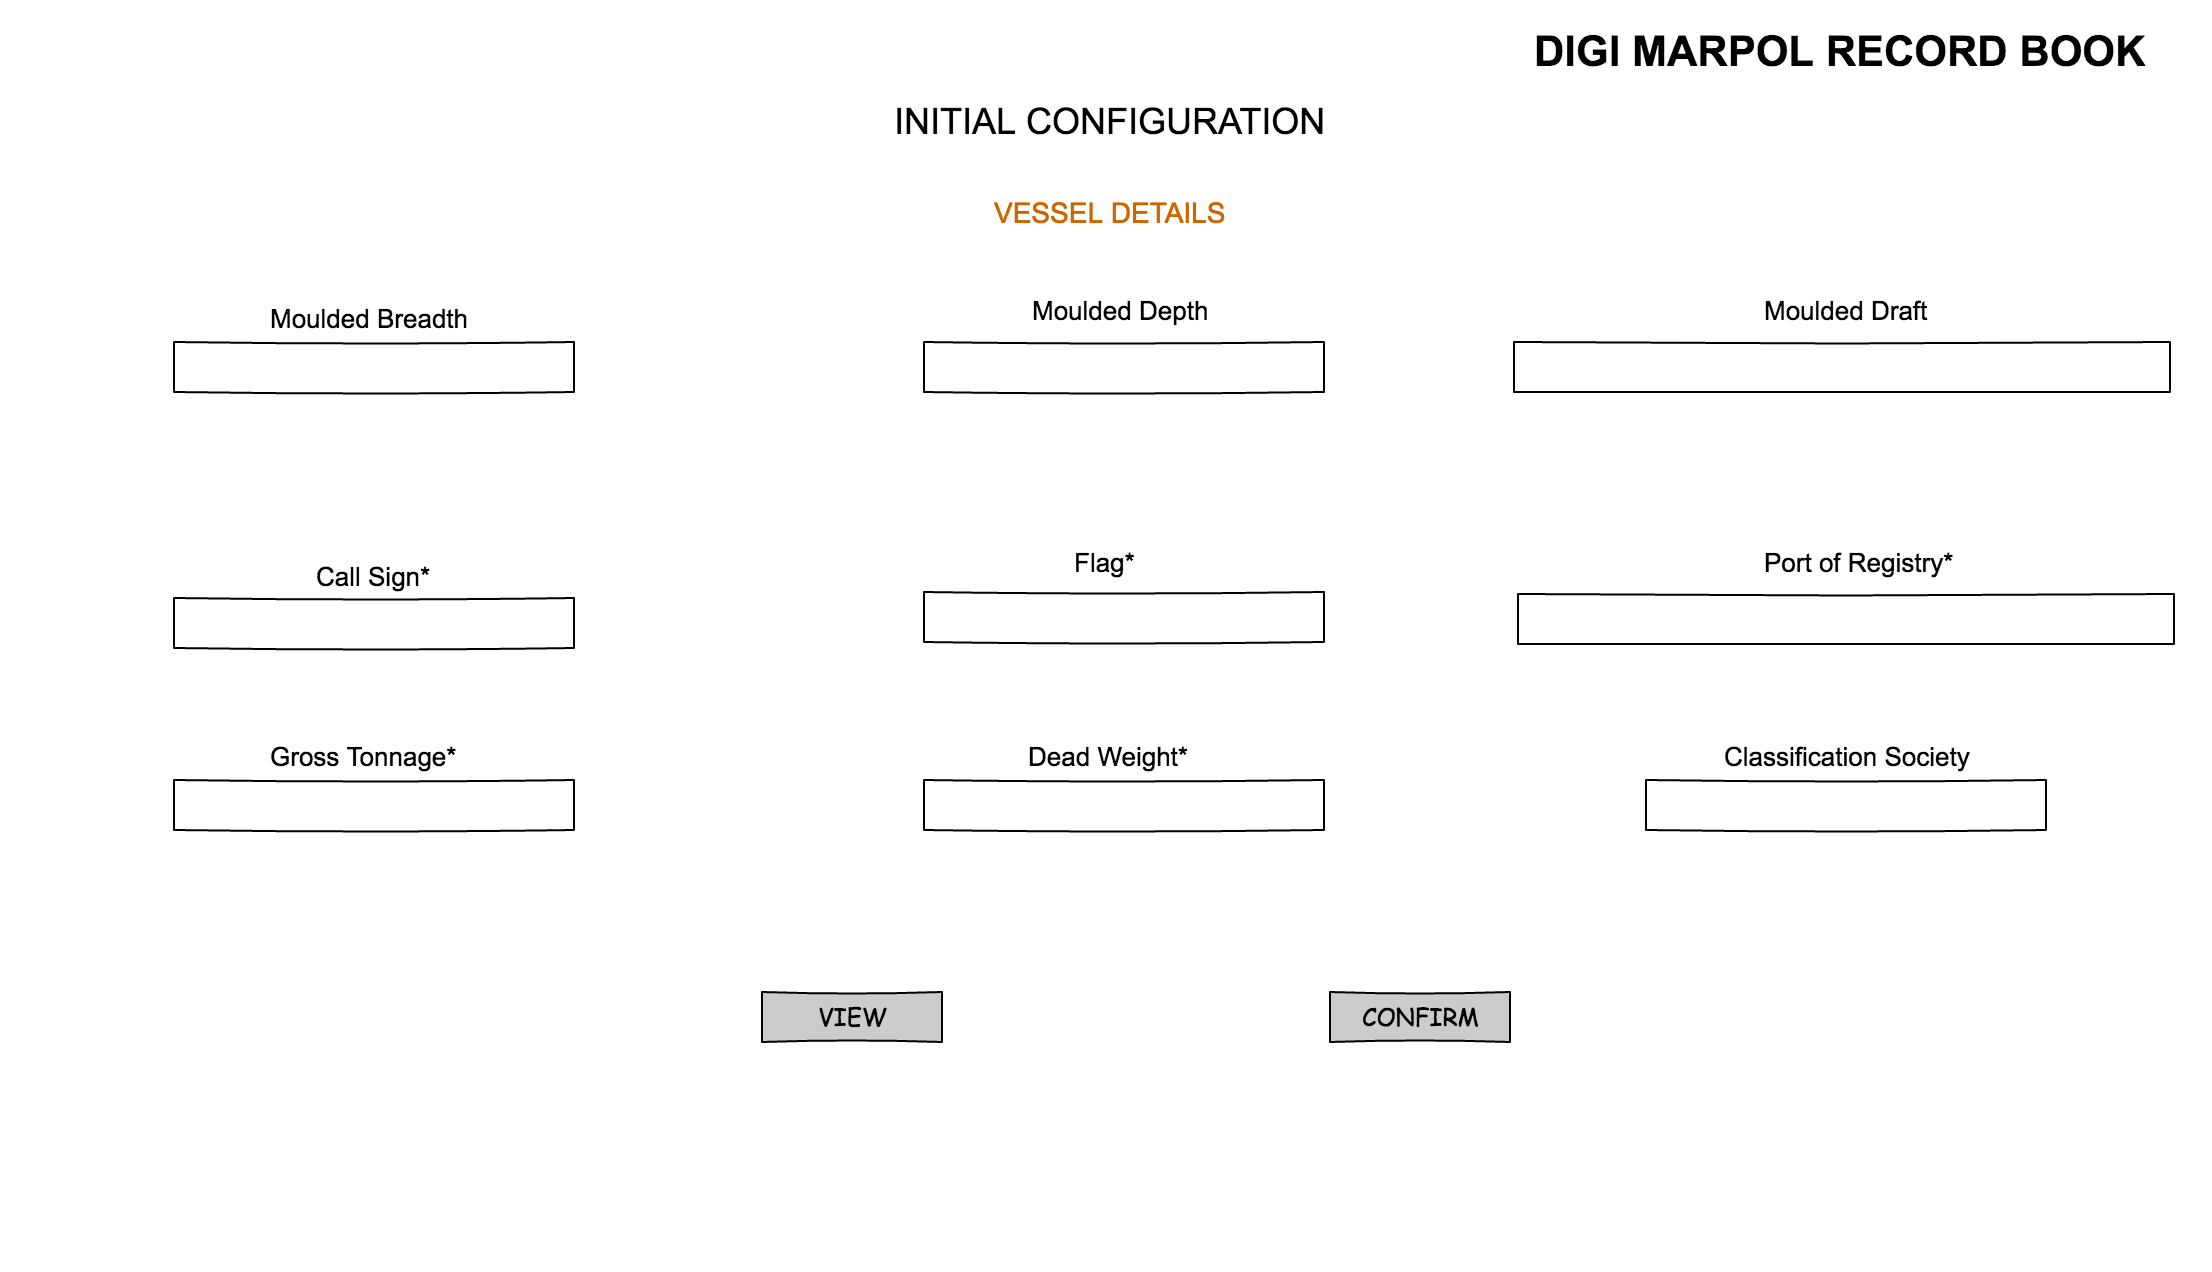 DIGI MARPOL RECORD BOOK
INITIAL CONFIGURATION
VESSEL DETAILS
Moulded Breadth
Moulded Depth
Moulded Draft
Call Sign*
Flag*
Port of Registry*
Gross Tonnage*
Dead Weight*
Classification Society
VIEW
CONFIRM